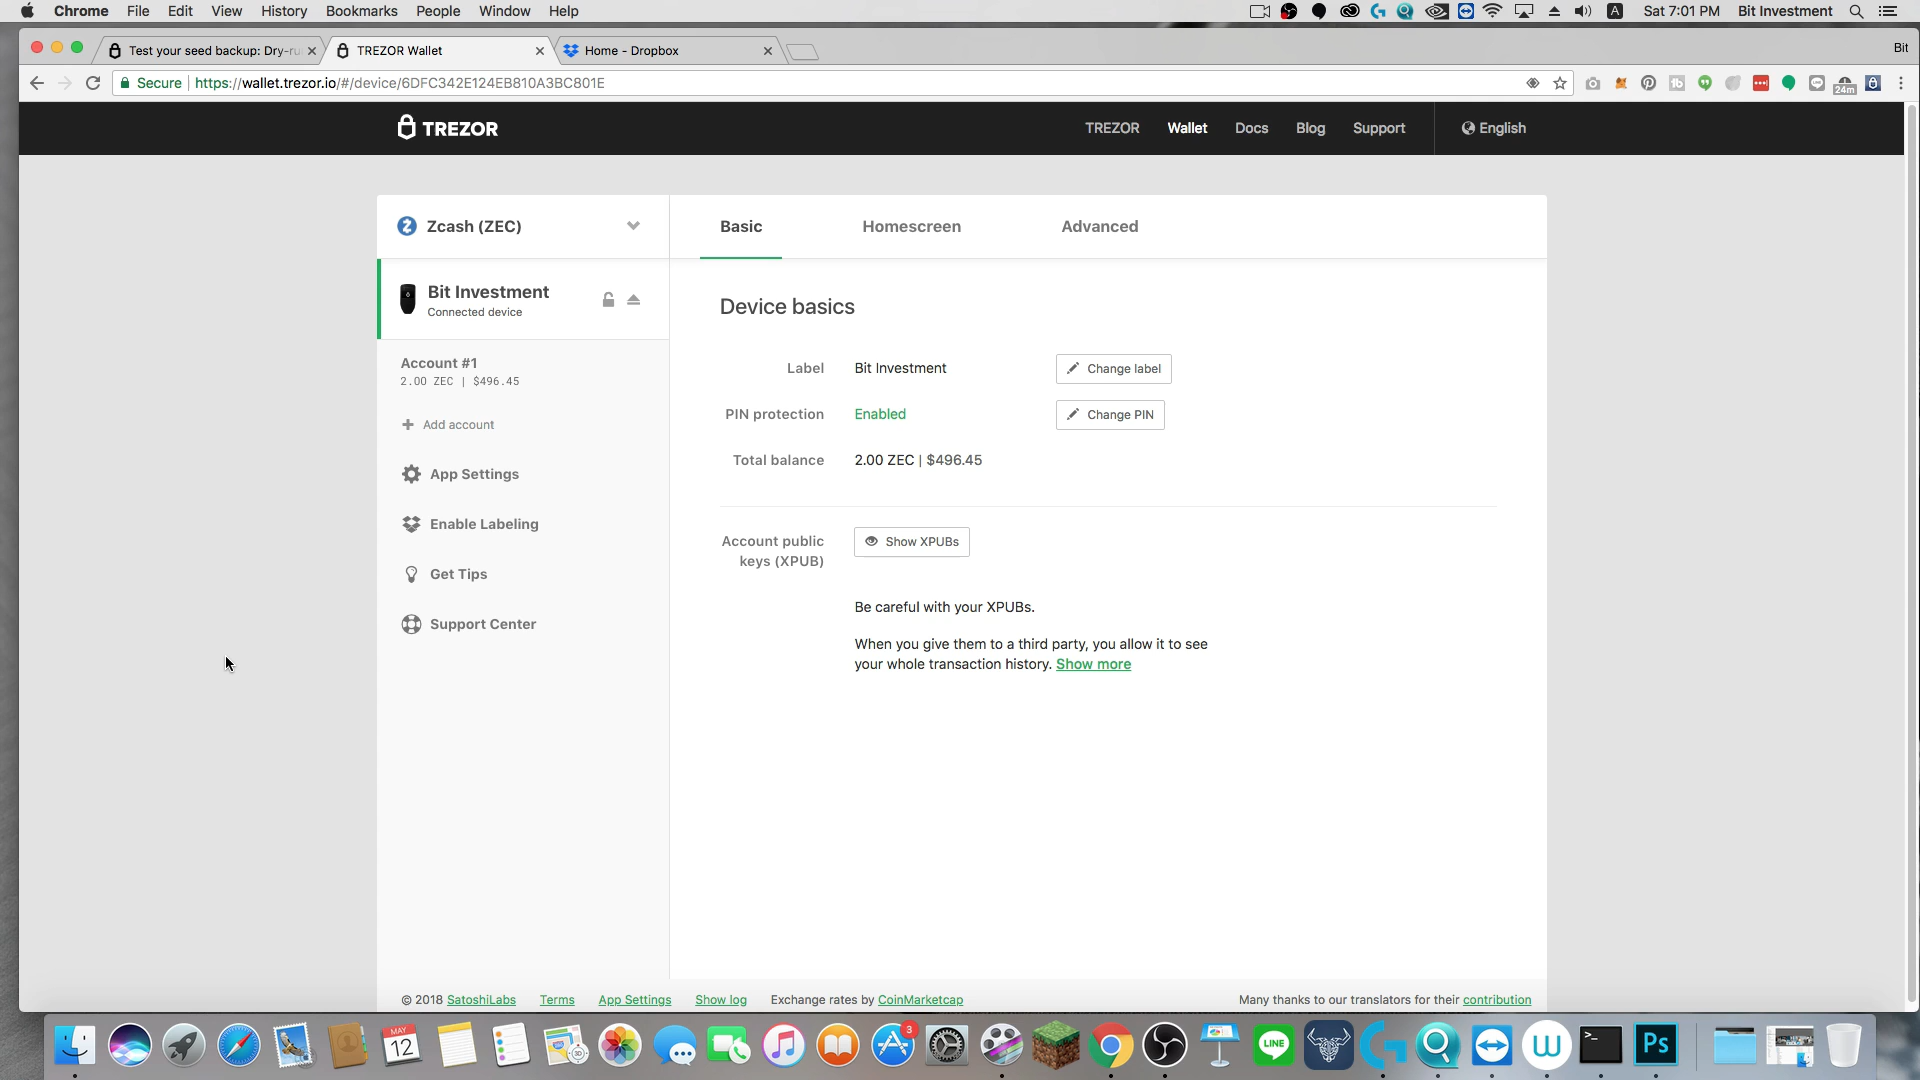 Chrome File Edit View History Bookmarks People Window Help A Sat 7:01 PM Bit Investment
Test your seed backup: Dry-ru TREZOR Wallet Home - Dropbox Bit
Secure https://wallet.trezor.io/#/device/6DFC342E124EB810A3BC801E 24m
TREZOR TREZOR Wallet Docs Blog Support English
Zcash (ZEC) Basic Homescreen Advanced
Bit Investment
Connected device
Device basics
Account #1
2.00 ZEC | $496.45
Label Bit Investment Change label
PIN protection Enabled Change PIN
Add account
Total balance 2.00 ZEC | $496.45
App Settings
Enable Labeling
Account public
keys (XPUB)
Show XPUBs
Get Tips
Be careful with your XPUBs.
Support Center
When you give them to a third party, you allow it to see
your whole transaction history. Show more
© 2018 SatoshiLabs Terms App Settings Show log Exchange rates by CoinMarketcap Many thanks to our translators for their contribution
MAY
12
3
3D
LINE
W
Ps